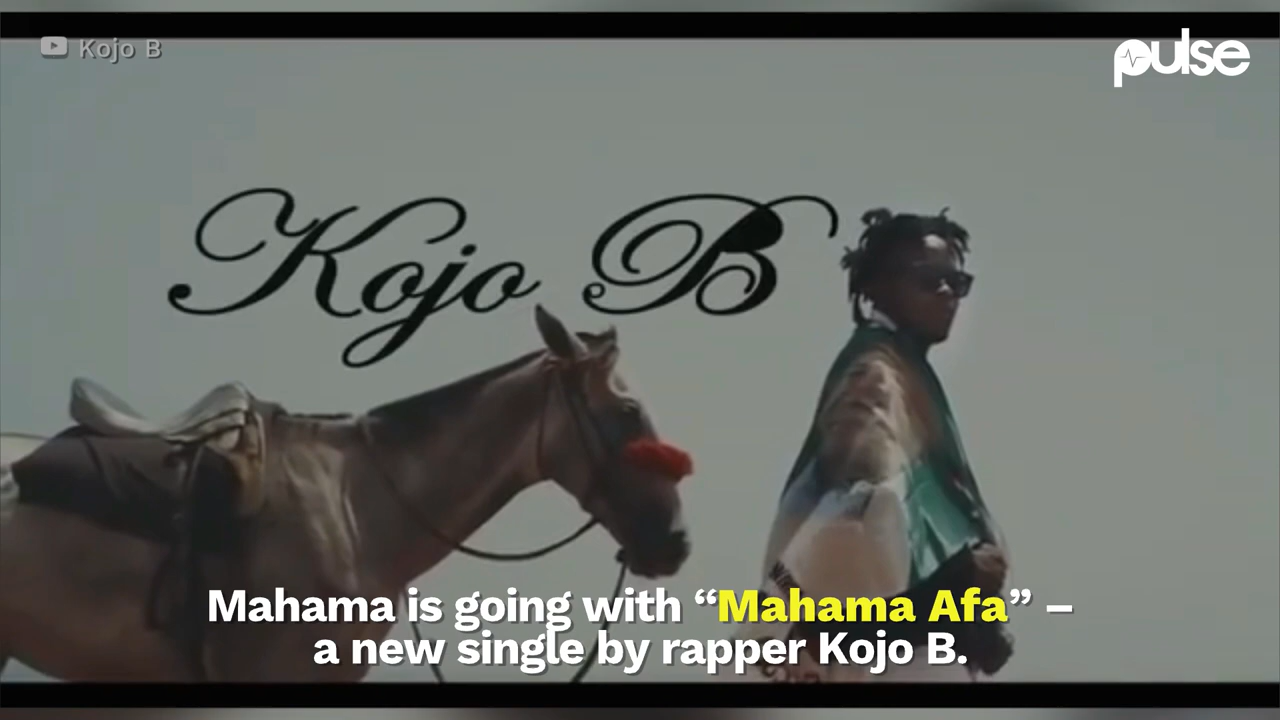 Kojo B
pulse
Kojo B
Mahama is going with “Mahama Afa” –
a new single by rapper Kojo B.